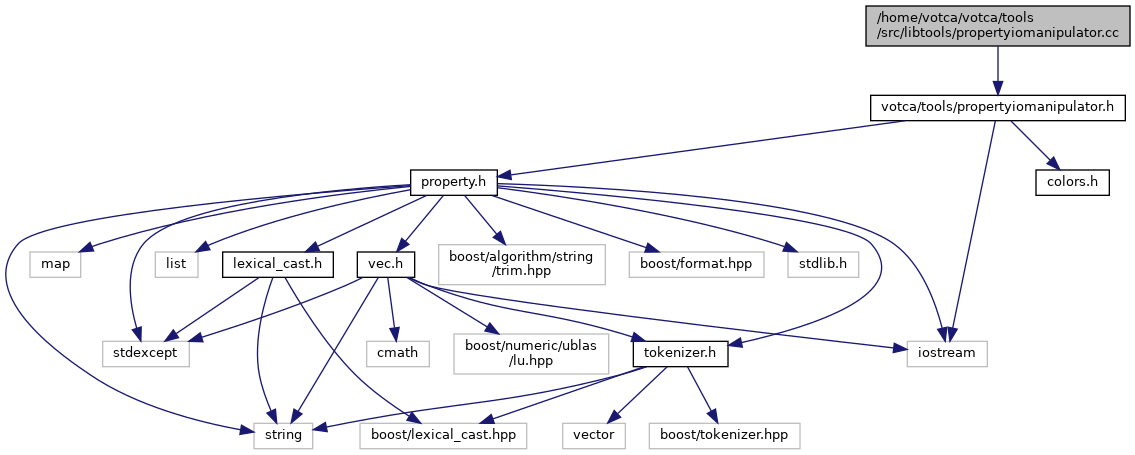 /home/votca/votca/tools
/src/libtools/propertyiomanipulator.cc
votca/tools/propertyiomanipulator.h
property.h
colors.h
map
list
lexical_cast.h
vec.h
boost/algorithm/string
/trim.hpp
boost/format.hpp
stdlib.h
stdexcept
cmath
boost/numeric/ublas
/lu.hpp
tokenizer.h
iostream
string
boost/lexical_cast.hpp
vector
boost/tokenizer.hpp